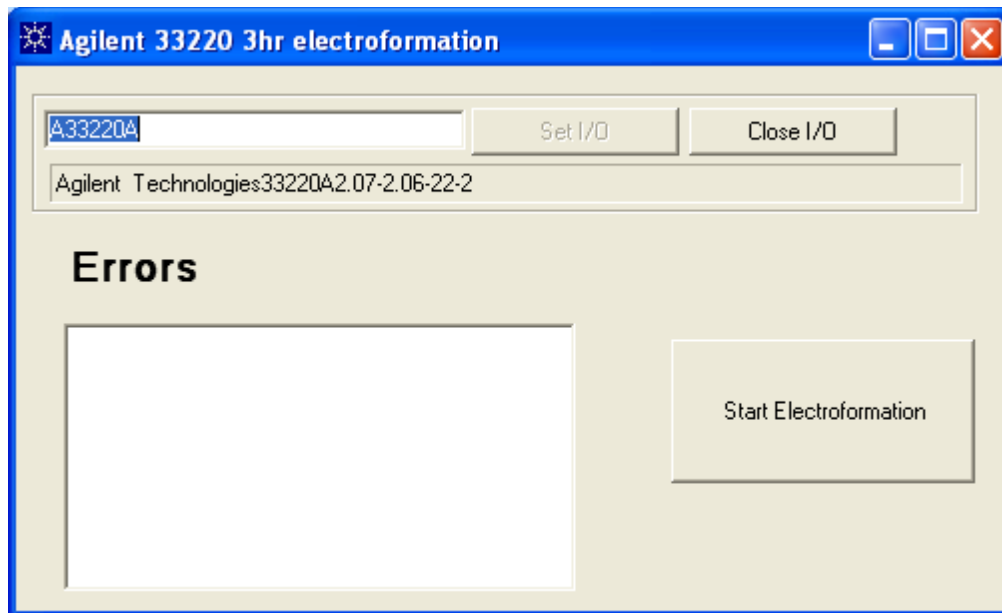 Agilent 33220 3hr electroformation
A33220A Set I/O Close I/O
Agilent Technologies33220A2.07-2.06-22-2
Errors
Start Electroformation